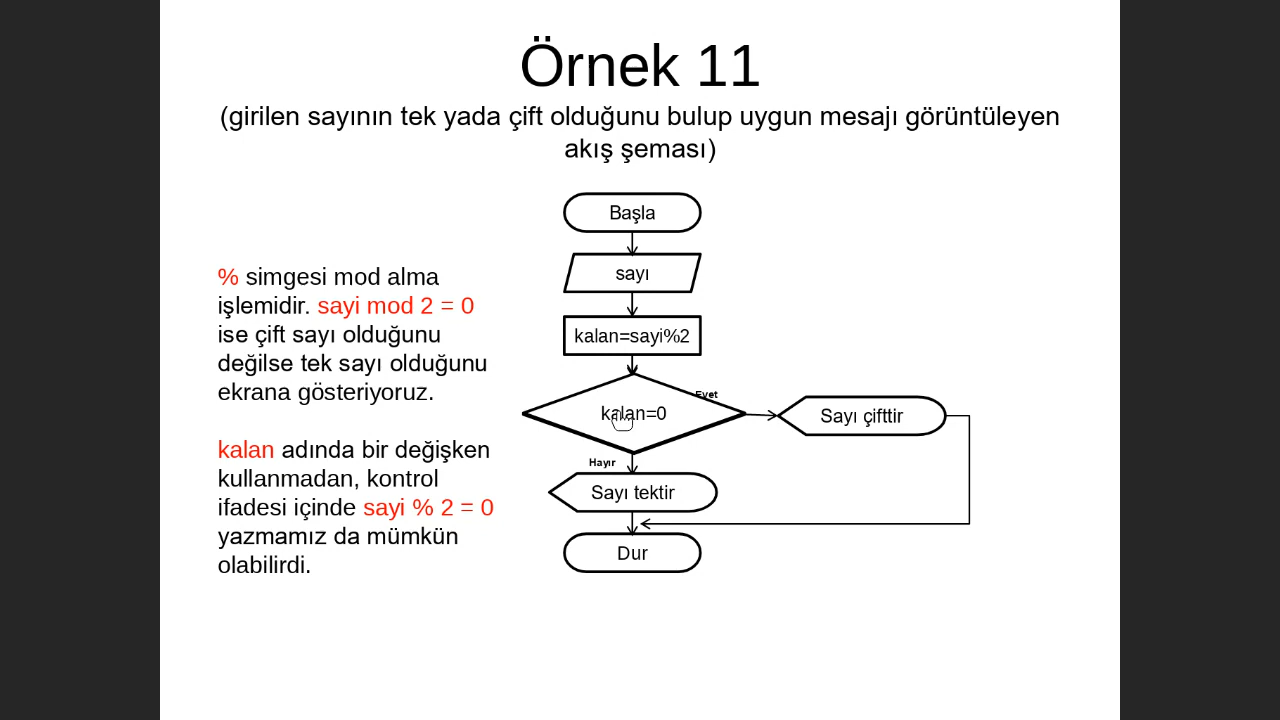 Örnek 11
(girilen sayının tek yada çift olduğunu bulup uygun mesajı görüntüleyen
akış şeması)
% simgesi mod alma
işlemidir. sayi mod 2 = 0
ise çift sayı olduğunu
değilse tek sayı olduğunu
ekrana gösteriyoruz.
kalan adında bir değişken
kullanmadan, kontrol
ifadesi içinde sayi % 2 = 0
yazmamız da mümkün
olabilirdi.
Başla
sayı
kalan=sayi%2
kalan=0
Evet
Sayı çifttir
Hayır
Sayı tektir
Dur